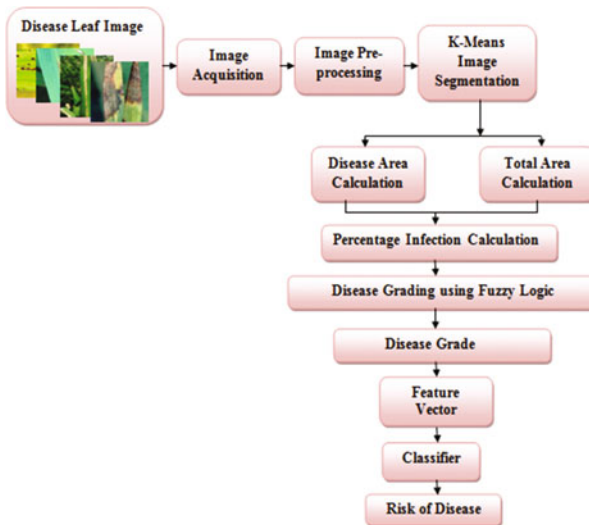 Disease Leaf Image
Image
Acquisition
Image Pre-
processing
K-Means
Image
Segmentation
Disease Area
Calculation
Total Area
Calculation
Percentage Infection Calculation
Disease Grading using Fuzzy Logic
Disease Grade
Feature
Vector
Classifier
Risk of Disease